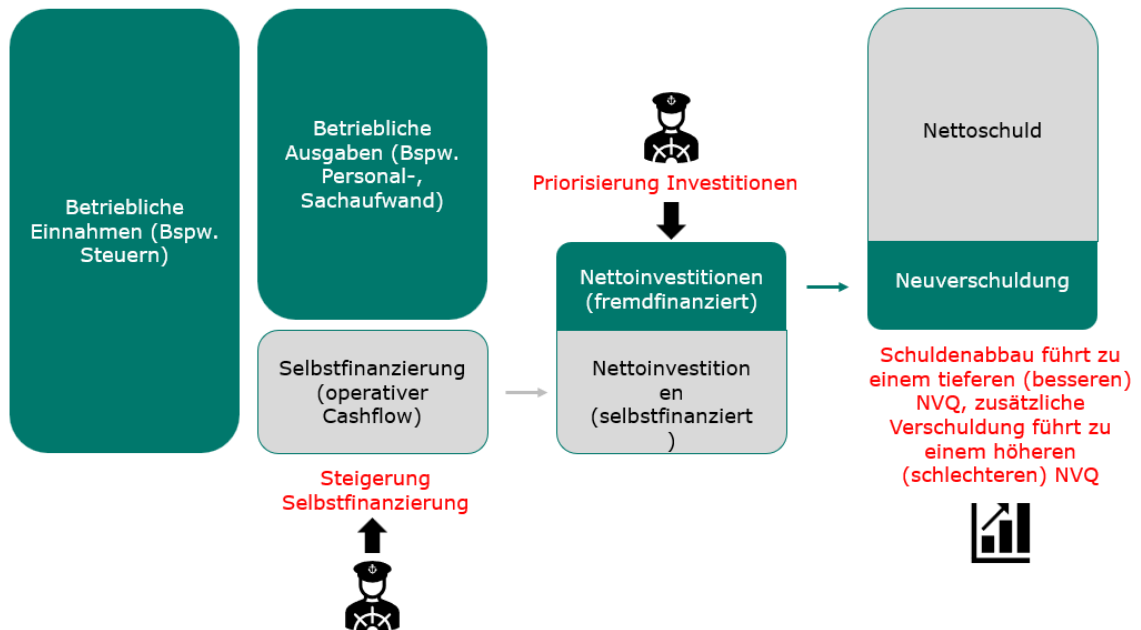 Betriebliche
Einnahmen (Bspw.
Steuern)
Betriebliche
Ausgaben (Bspw.
Personal-,
Sachaufwand)
Selbstfinanzierung
(operativer
Cashflow)
Steigerung
Selbstfinanzierung
Priorisierung Investitionen
Nettoinvestitionen
(fremdfinanziert)
Nettoinvestition
en
(selbstfinanziert
)
Nettoschuld
Neuverschuldung
Schuldenabbau führt zu
einem tieferen (besseren)
NVQ, zusätzliche
Verschuldung führt zu
einem höheren
(schlechteren) NVQ